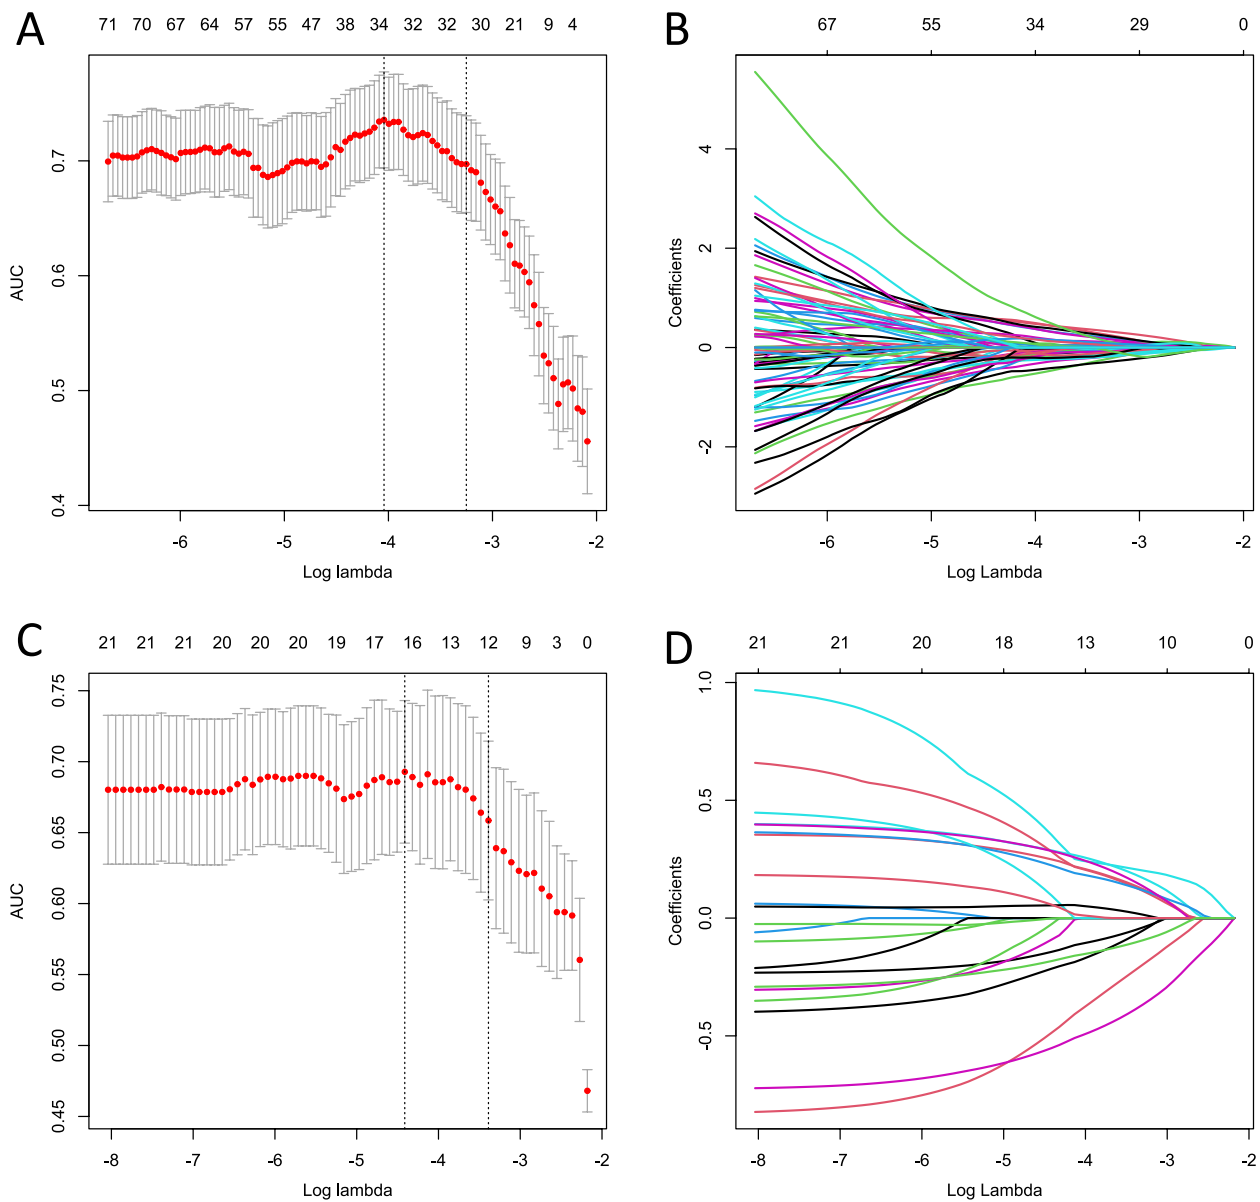 A
71 70 67 64 57 55 47 38 34 32 32 30 21 9 4
AUC
0.7
0.6
0.5
0.4
-6 -5 -4 -3 -2
Log lambda
B
67 55 34 29 0
Coefficients
4
2
0
-2
-6 -5 -4 -3 -2
Log Lambda
C
21 21 21 20 20 20 19 17 16 13 12 9 3 0
AUC
0.75
0.70
0.65
0.60
0.55
0.50
0.45
-8 -7 -6 -5 -4 -3 -2
Log lambda
D
21 21 20 18 13 10 0
Coefficients
1.0
0.5
0.0
-0.5
-8 -7 -6 -5 -4 -3 -2
Log Lambda